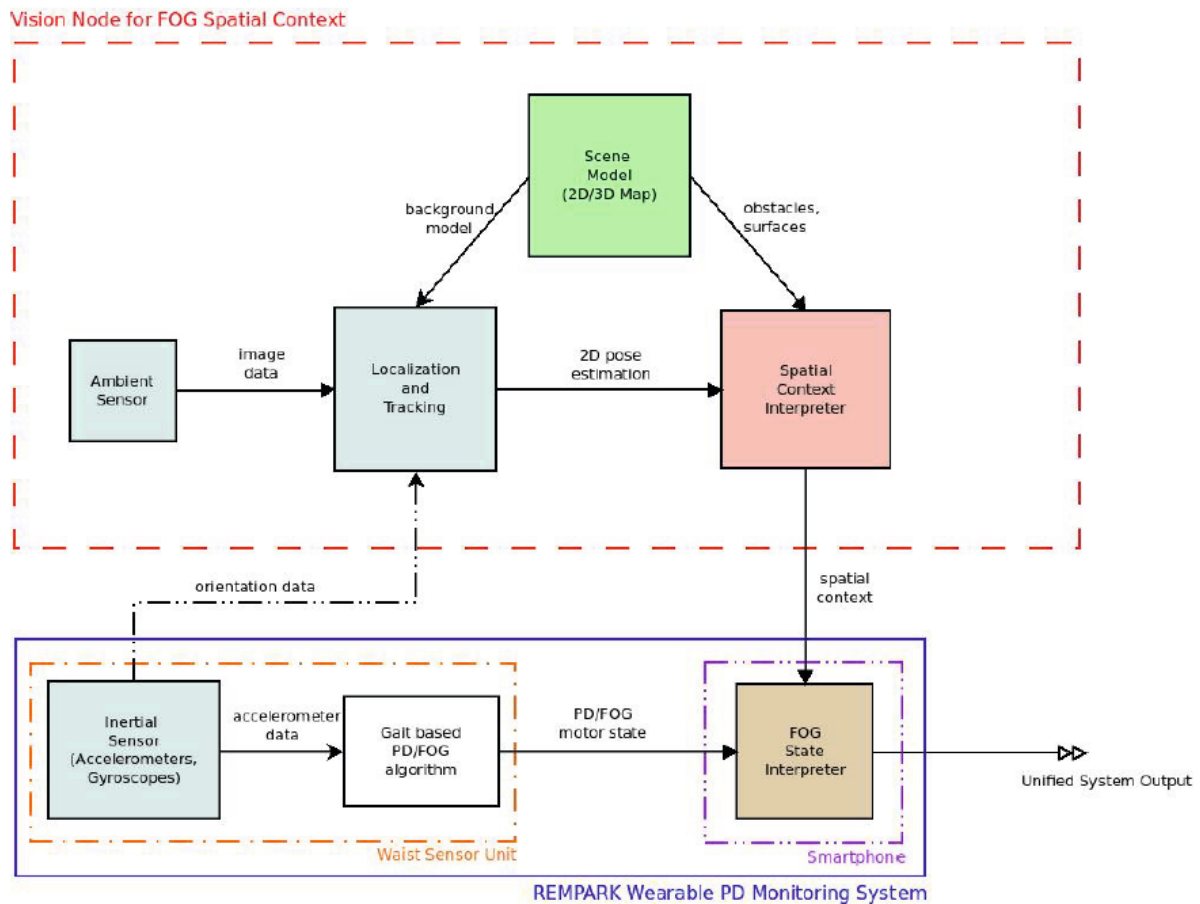 Vision Node for FOG Spatial Context
Scene
Model
(2D/3D Map)
background
model
obstacles,
surfaces
Ambient
Sensor
image
data
Localization
and
Tracking
2D pose
estimation
Spatial
Context
Interpreter
orientation data
spatial
context
Inertial
Sensor
(Accelerometers,
Gyroscopes)
accelerometer
data
Gait based
PD/FOG
algorithm
PD/FOG
motor state
FOG
State
Interpreter
Unified System Output
Waist Sensor Unit
Smartphone
REMPARK Wearable PD Monitoring System